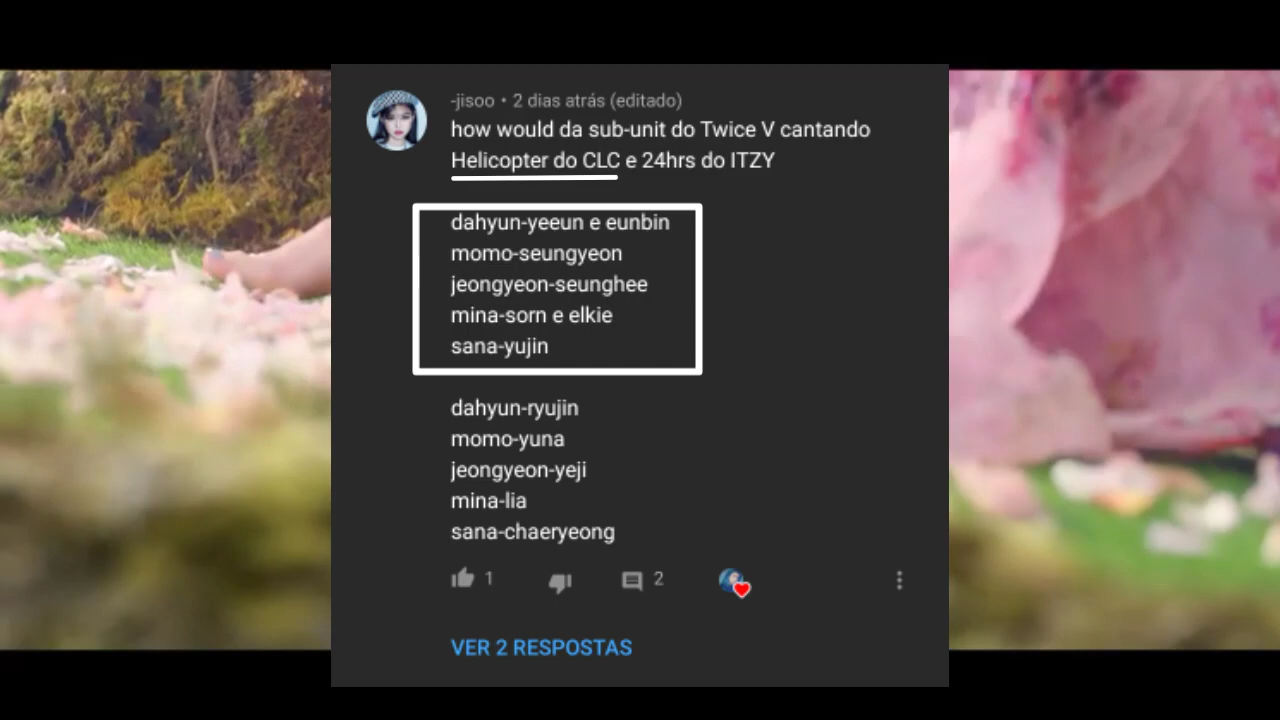 -jisoo • 2 dias atrás (editado)
how would da sub-unit do Twice V cantando
Helicopter do CLC e 24hrs do ITZY
dahyun-yeeun e eunbin
momo-seungyeon
jeongyeon-seunghee
mina-sorn e elkie
sana-yujin
dahyun-ryujin
momo-yuna
jeongyeon-yeji
mina-lia
sana-chaeryeong
1
2
VER 2 RESPOSTAS